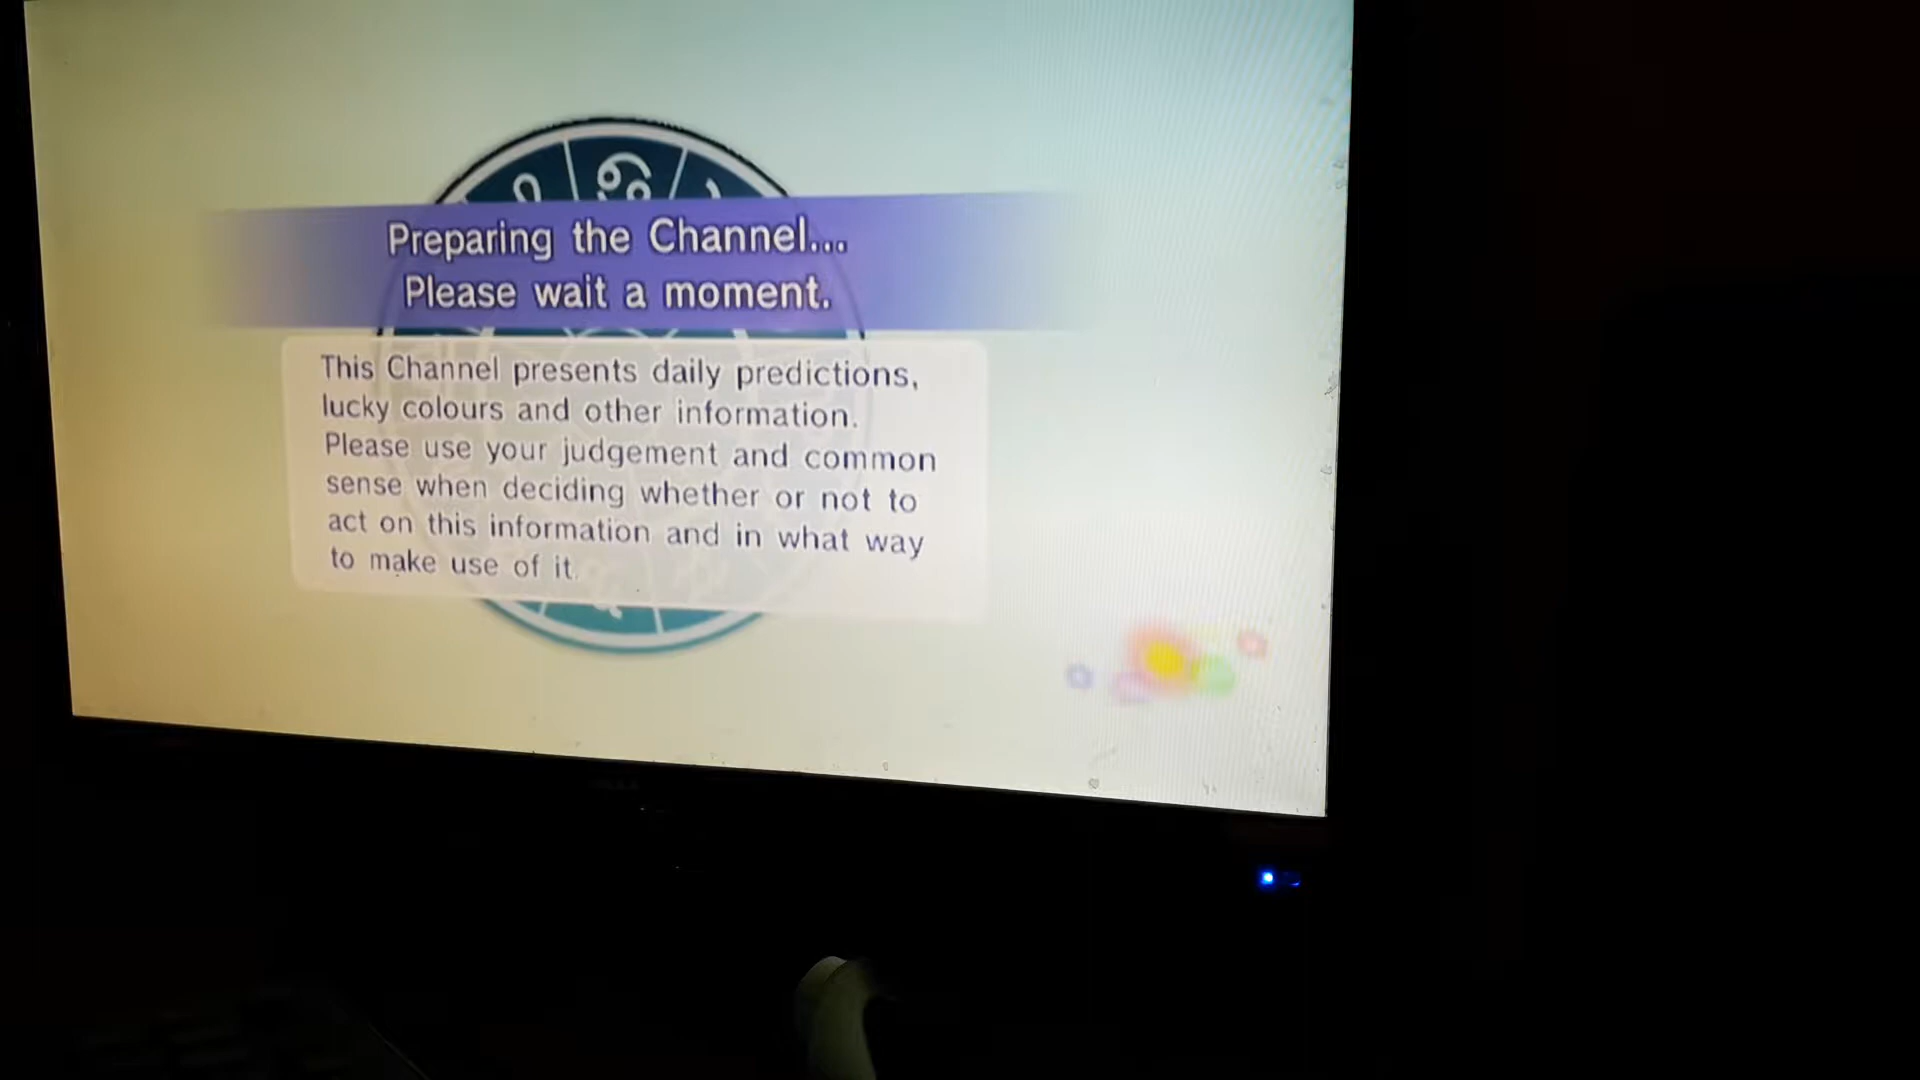 Preparing the Channel...
Please wait a moment.
This Channel presents daily predictions,
lucky colours and other information.
Please use your judgement and common
sense when deciding whether or not to
act on this information and in what way
to make use of it.